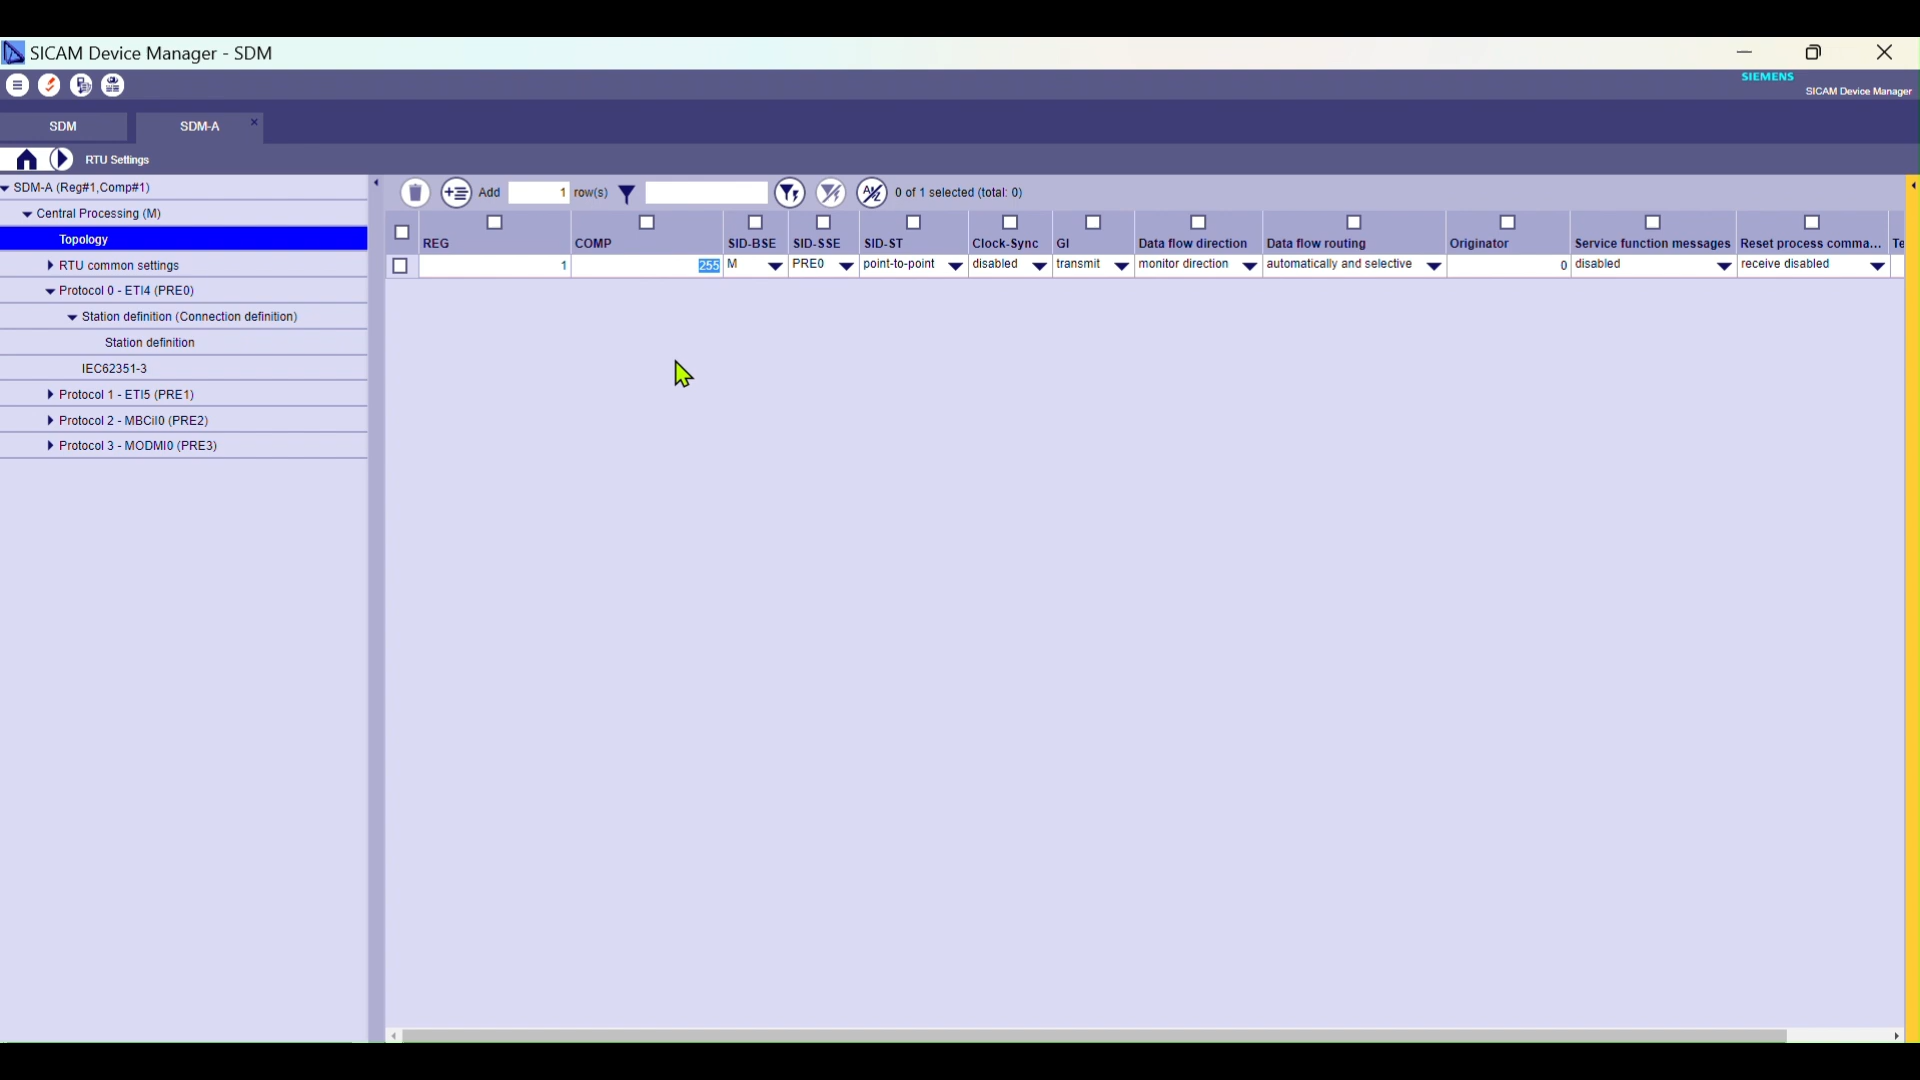 SICAM Device Manager - SDM
SIEMENS
SICAM Device Manager
SDM
SDM-A
RTU Settings
SDM-A (Reg#1,Comp#1)
Central Processing (M)
Topology
RTU common settings
Protocol 0 - ETI4 (PRE0)
Station definition (Connection definition)
Station definition
IEC62351-3
Protocol 1 - ETI5 (PRE1)
Protocol 2 - MBCiI0 (PRE2)
Protocol 3 - MODMI0 (PRE3)
Add 1 row(s) 0 of 1 selected (total: 0)
REG COMP SID-BSE SID-SSE SID-ST Clock-Sync GI Data flow direction Data flow routing Originator Service function messages Reset process comma... Te
1 255 M PRE0 point-to-point disabled transmit monitor direction automatically and selective 0 disabled receive disabled